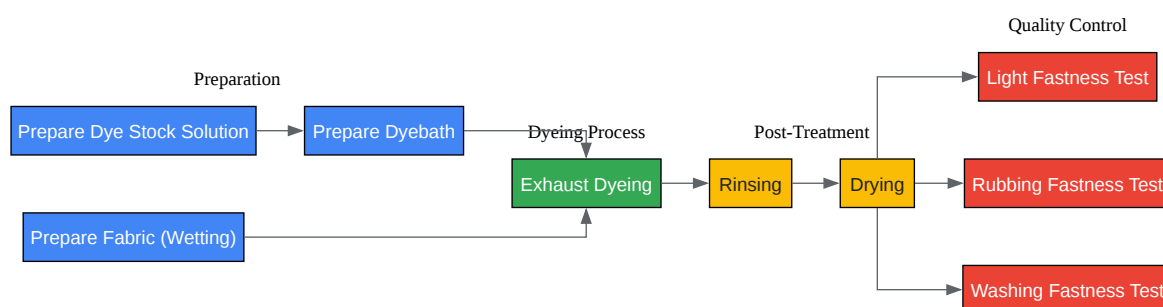 Quality Control
Preparation
Light Fastness Test
Prepare Dye Stock Solution
Prepare Dyebath
Dyeing Process
Post-Treatment
Exhaust Dyeing
Rinsing
Drying
Rubbing Fastness Test
Prepare Fabric (Wetting)
Washing Fastness Test